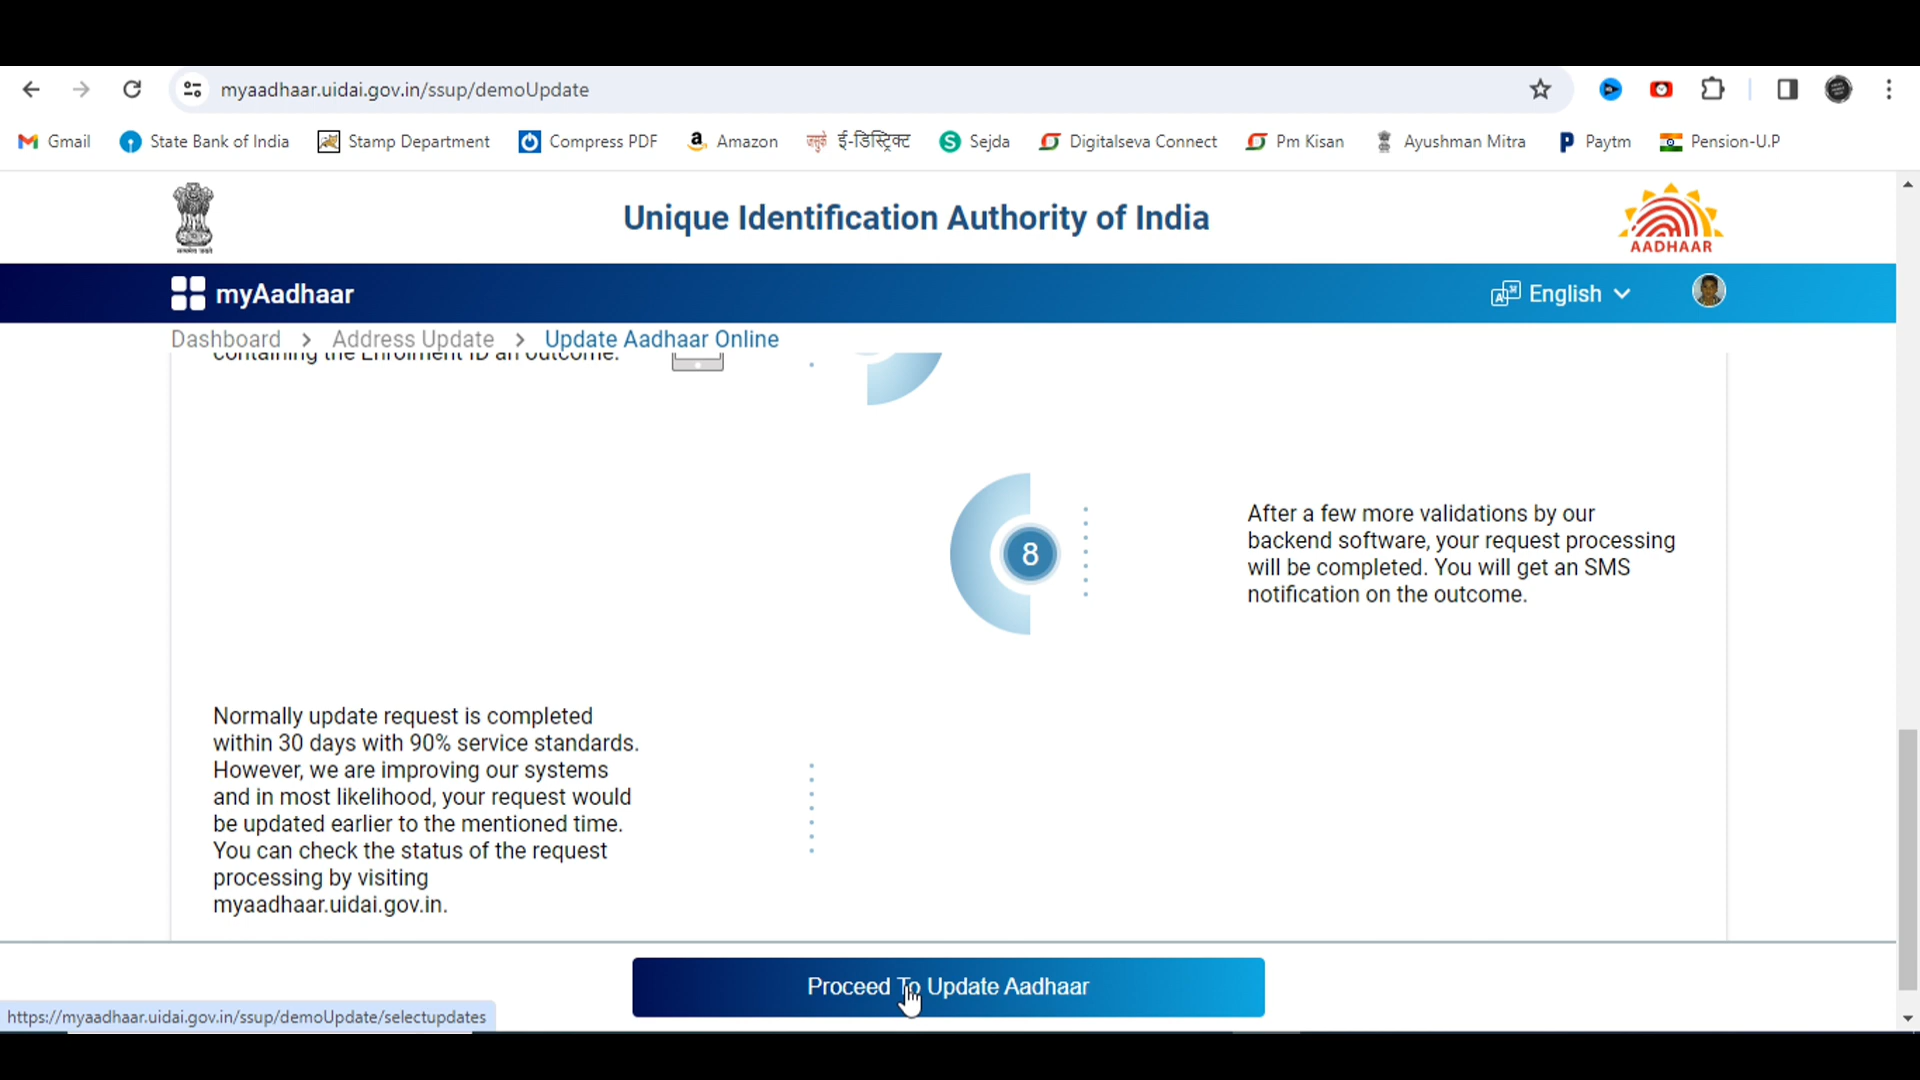 myaadhaar.uidai.gov.in/ssup/demoUpdate
Gmail State Bank of India Stamp Department Compress PDF Amazon ई-डिस्ट्रिक्ट Sejda Digitalseva Connect Pm Kisan Ayushman Mitra Paytm Pension-U.P
Unique Identification Authority of India
AADHAAR
myAadhaar
English
Dashboard > Address Update > Update Aadhaar Online
containing the Enrolment ID an outcome.
8
After a few more validations by our
backend software, your request processing
will be completed. You will get an SMS
notification on the outcome.
Normally update request is completed
within 30 days with 90% service standards.
However, we are improving our systems
and in most likelihood, your request would
be updated earlier to the mentioned time.
You can check the status of the request
processing by visiting
myaadhaar.uidai.gov.in.
Proceed To Update Aadhaar
https://myaadhaar.uidai.gov.in/ssup/demoUpdate/selectupdates